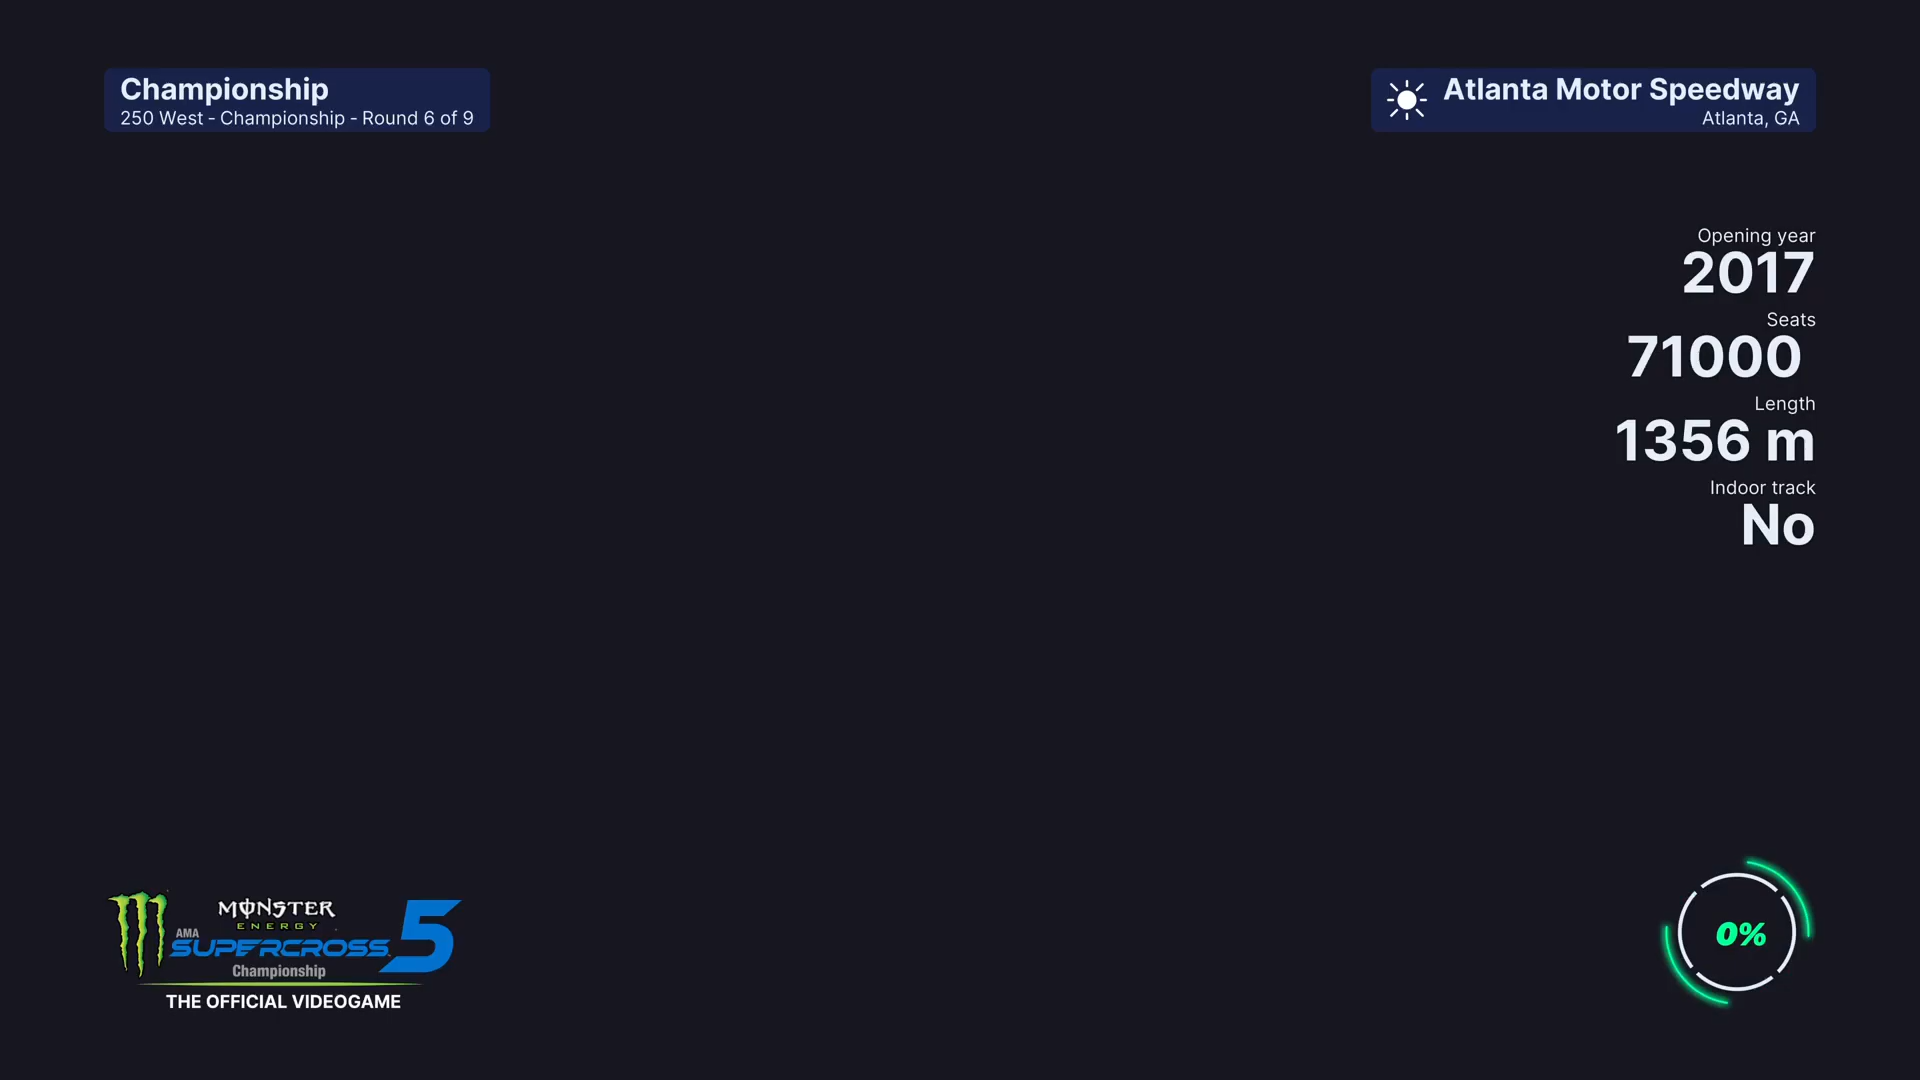 Championship
250 West - Championship - Round 6 of 9
Atlanta Motor Speedway
Atlanta, GA
Opening year
2017
Seats
71000
Length
1356 m
Indoor track
No
MONSTER
ENERGY
AMA
SUPERCROSS 5
Championship
THE OFFICIAL VIDEOGAME
0%